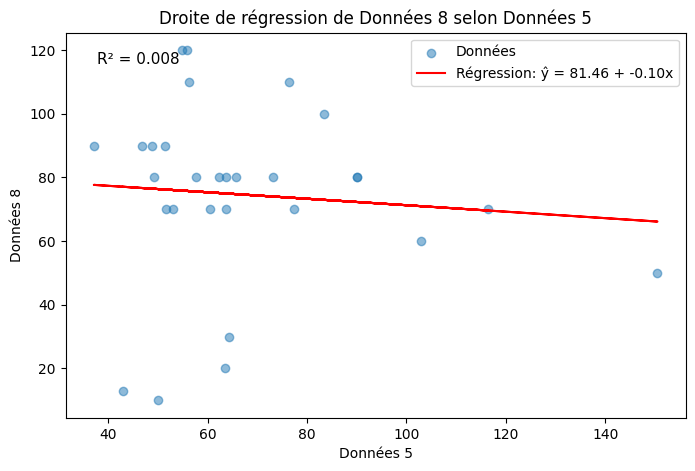 Droite de régression de Données 8 selon Données 5
R² = 0.008
Données
Régression: ŷ = 81.46 + -0.10x
Données 8
120
100
80
60
40
20
40
60
80
100
120
140
Données 5